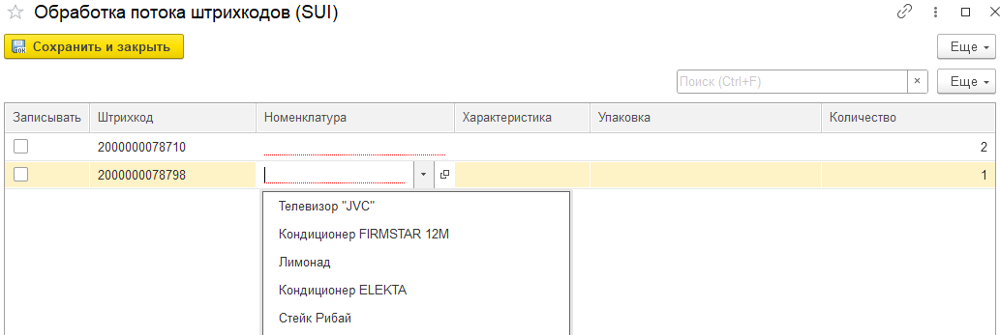 Обработка потока штрихкодов (SUI)
Сохранить и закрыть
Еще
Поиск (Ctrl+F)
×
Еще
Записывать Штрихкод Номенклатура Характеристика Упаковка Количество
2000000078710 2
2000000078798 1
Телевизор "JVC"
Кондиционер FIRMSTAR 12M
Лимонад
Кондиционер ELEKTA
Стейк Рибай